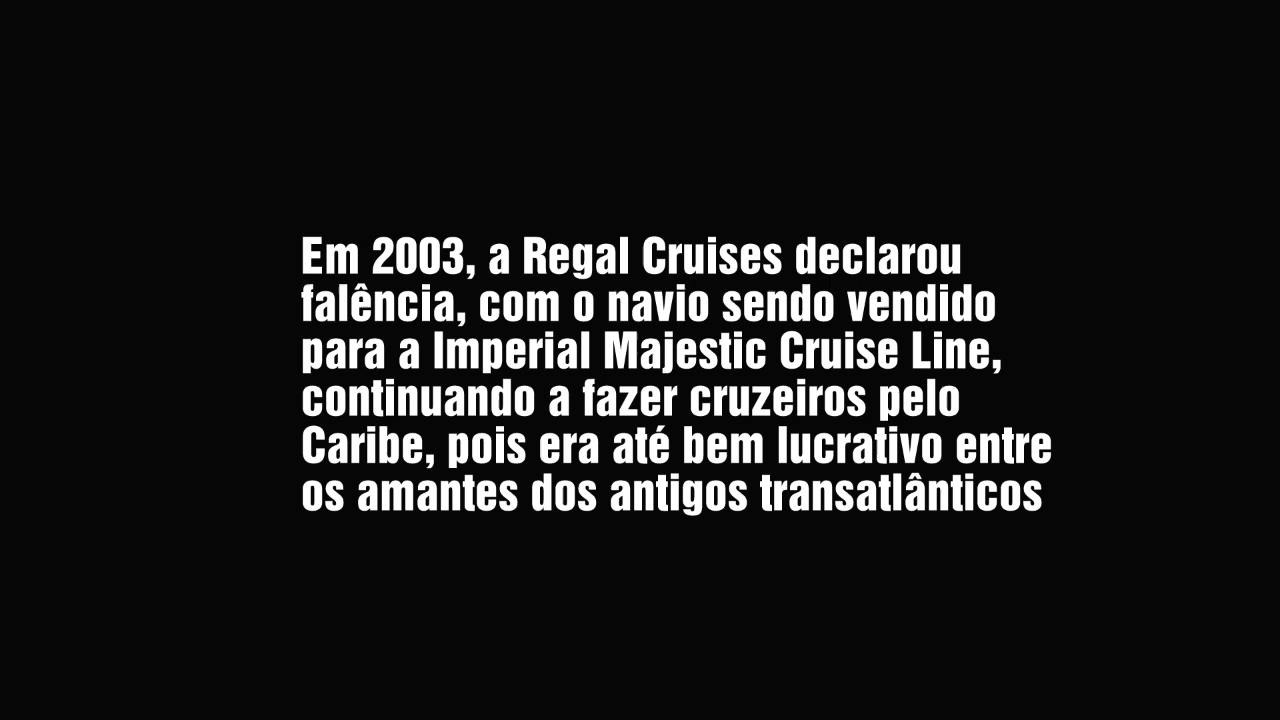 Em 2003, a Regal Cruises declarou
falência, com o navio sendo vendido
para a Imperial Majestic Cruise Line,
continuando a fazer cruzeiros pelo
Caribe, pois era até bem lucrativo entre
os amantes dos antigos transatlânticos